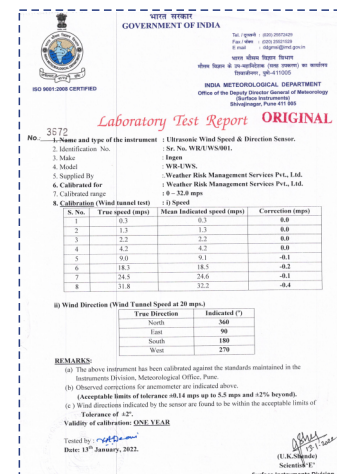 भारत सरकार
GOVERNMENT OF INDIA
ISO 9001:2008 CERTIFIED
भारत मौसम विज्ञान विभाग
शिवाजीनगर, पुणे-411005
INDIA METEOROLOGICAL DEPARTMENT
Office of the Deputy Director General of Meteorology
(Surface Instruments)
Shivajinagar, Pune 411 005
Laboratory Test Report ORIGINAL
No.: 3672
1. Name and type of the instrument : Ultrasonic Wind Speed & Direction Sensor.
2. Identification No. : Sr. No. WR/UWS/001.
3. Make : Ingen
4. Model : WR-UWS.
5. Supplied By : Weather Risk Management Services Pvt., Ltd.
6. Calibrated for : Weather Risk Management Services Pvt., Ltd.
7. Calibrated range : 0 – 32.0 mps
8. Calibration (Wind tunnel test) : i) Speed
S. No. True speed (mps) Mean Indicated speed (mps) Correction (mps)
1 0.3 0.3 0.0
2 1.3 1.3 0.0
3 2.2 2.2 0.0
4 4.2 4.2 0.0
5 9.0 9.1 -0.1
6 18.3 18.5 -0.2
7 24.5 24.6 -0.1
8 31.8 32.2 -0.4
ii) Wind Direction (Wind Tunnel Speed at 20 mps.)
True Direction Indicated (°)
North 360
East 90
South 180
West 270
REMARKS:
(a) The above instrument has been calibrated against the standards maintained in the
Instruments Division, Meteorological Office, Pune.
(b) Observed corrections for anemometer are indicated above.
(Acceptable limits of tolerance ±0.14 mps up to 5.5 mps and ±2% beyond).
(c ) Wind directions indicated by the sensor are found to be within the acceptable limits of
Tolerance of ±2°.
Validity of calibration: ONE YEAR
Tested by :
Date: 13th January, 2022.
(U.K.Shende)
Scientist-'E'
Surface Instruments Division